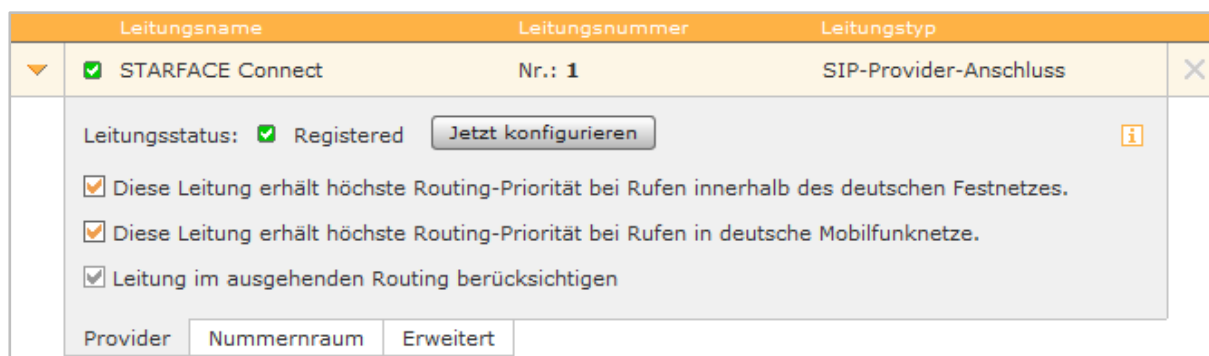 Leitungsname Leitungsnummer Leitungstyp
STARFACE Connect Nr.: 1 SIP-Provider-Anschluss
Leitungsstatus: Registered Jetzt konfigurieren
Diese Leitung erhält höchste Routing-Priorität bei Rufen innerhalb des deutschen Festnetzes.
Diese Leitung erhält höchste Routing-Priorität bei Rufen in deutsche Mobilfunknetze.
Leitung im ausgehenden Routing berücksichtigen
Provider Nummernraum Erweitert